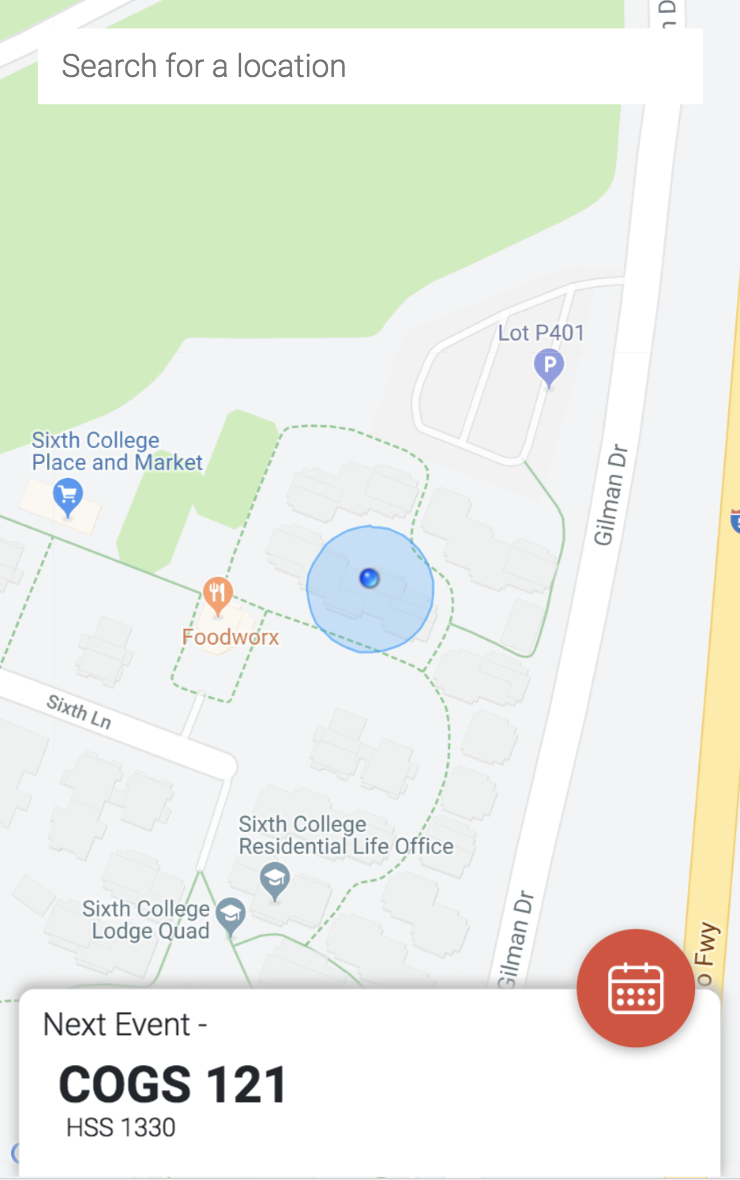 n D
Search for a location
Lot P401
P
Sixth College
Place and Market
Gilman Dr
Foodworx
Sixth Ln
Sixth College
Residential Life Office
Sixth College
Lodge Quad
Gilman Dr
o Fwy
Next Event -
COGS 121
HSS 1330